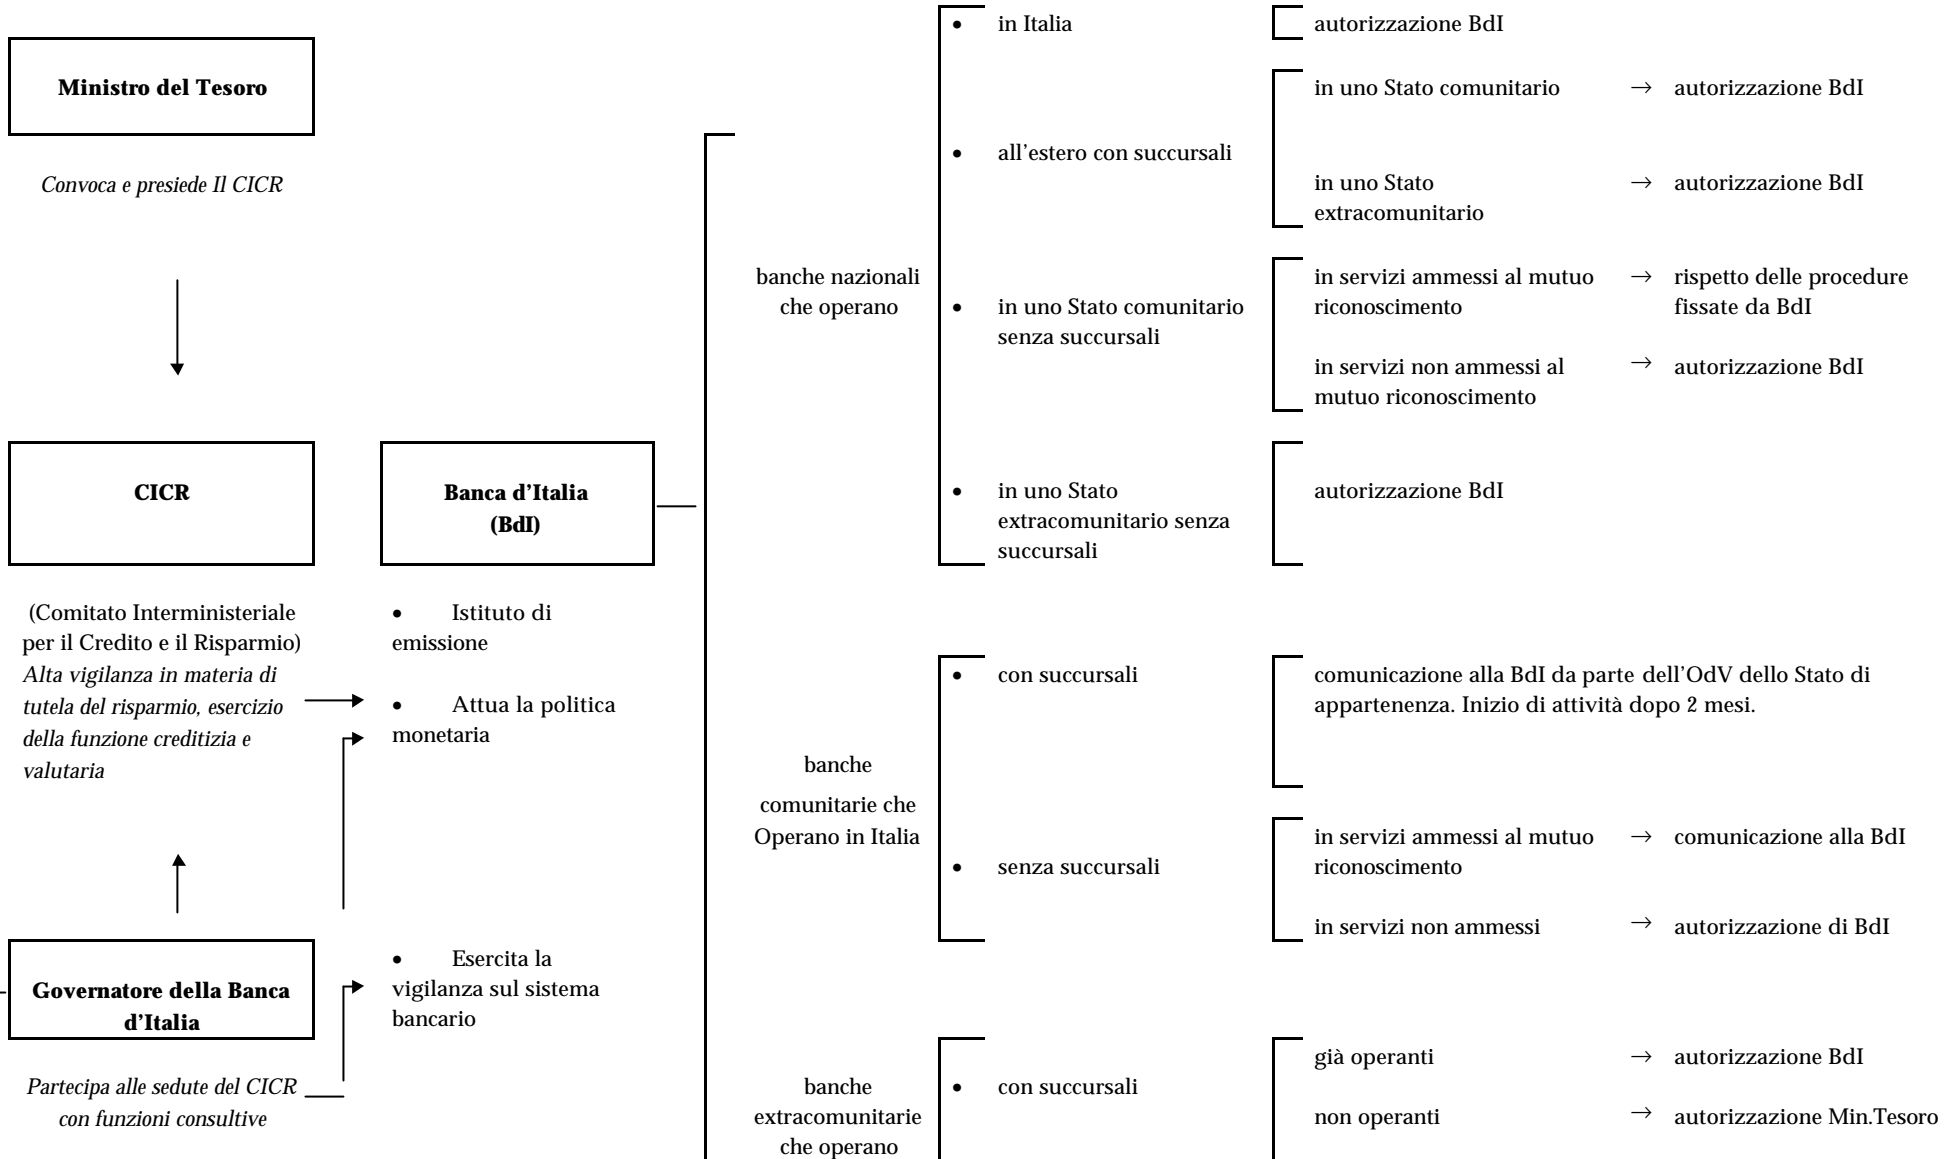 Ministro del Tesoro
Convoca e presiede Il CICR
CICR
(Comitato Interministeriale
per il Credito e il Risparmio)
Alta vigilanza in materia di
tutela del risparmio, esercizio
della funzione creditizia e
valutaria
Governatore della Banca
d'Italia
Partecipa alle sedute del CICR
con funzioni consultive
Banca d'Italia
(BdI)
• Istituto di
emissione
• Attua la politica
monetaria
• Esercita la
vigilanza sul sistema
bancario
banche nazionali
che operano
• in Italia
autorizzazione BdI
• all'estero con succursali
in uno Stato comunitario → autorizzazione BdI
in uno Stato → autorizzazione BdI
extracomunitario
• in uno Stato comunitario
senza succursali
in servizi ammessi al mutuo → rispetto delle procedure
riconoscimento fissate da BdI
in servizi non ammessi al → autorizzazione BdI
mutuo riconoscimento
• in uno Stato
extracomunitario senza
succursali
autorizzazione BdI
banche
comunitarie che
Operano in Italia
• con succursali
comunicazione alla BdI da parte dell'OdV dello Stato di
appartenenza. Inizio di attività dopo 2 mesi.
• senza succursali
in servizi ammessi al mutuo → comunicazione alla BdI
riconoscimento
in servizi non ammessi → autorizzazione di BdI
banche
extracomunitarie
che operano
• con succursali
già operanti → autorizzazione BdI
non operanti → autorizzazione Min.Tesoro